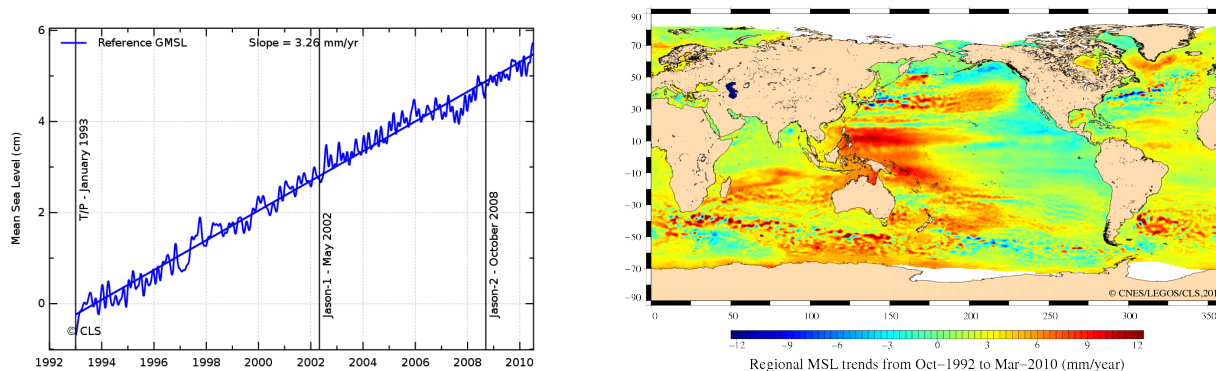 Reference GMSL
Slope = 3.26 mm/yr
Mean Sea Level (cm)
6
4
2
0
T/P - January 1993
Jason-1 - May 2002
Jason-2 - October 2008
© CLS
1992 1994 1996 1998 2000 2002 2004 2006 2008 2010
90
70
50
30
10
−10
−30
−50
−70
−90
© CNES/LEGOS/CLS,201
0 50 100 150 200 250 300 350
−12 −9 −6 −3 0 3 6 9 12
Regional MSL trends from Oct−1992 to Mar−2010 (mm/year)